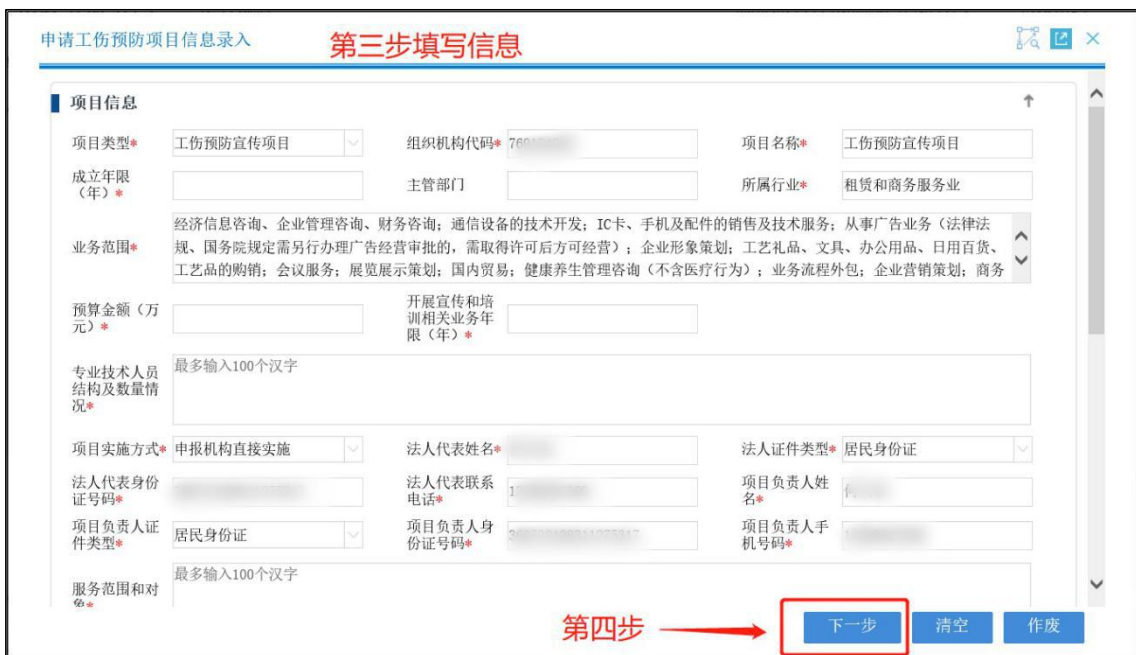 申请工伤预防项目信息录入
第三步填写信息
项目信息
项目类型* 工伤预防宣传项目 组织机构代码* 项目名称* 工伤预防宣传项目
成立年限
(年)* 主管部门 所属行业* 租赁和商务服务业
业务范围* 经济信息咨询、企业管理咨询、财务咨询;通信设备的技术开发;IC卡、手机及配件的销售及技术服务;从事广告业务(法律法
规、国务院规定需另行办理广告经营审批的,需取得许可后方可经营);企业形象策划;工艺礼品、文具、办公用品、日用百货、
工艺品的购销;会议服务;展览展示策划;国内贸易;健康养生管理咨询(不含医疗行为);业务流程外包;企业营销策划;商务
预算金额(万
元)*
开展宣传和培
训相关业务年
限(年)*
专业技术人员
结构及数量情
况*
最多输入100个汉字
项目实施方式* 申报机构直接实施 法人代表姓名* 法人证件类型* 居民身份证
法人代表身份
证号码*
法人代表联系
电话*
项目负责人姓
名*
项目负责人证
件类型* 居民身份证
项目负责人身
份证号码*
项目负责人手
机号码*
服务范围和对
象*
最多输入100个汉字
第四步 下一步 清空 作废